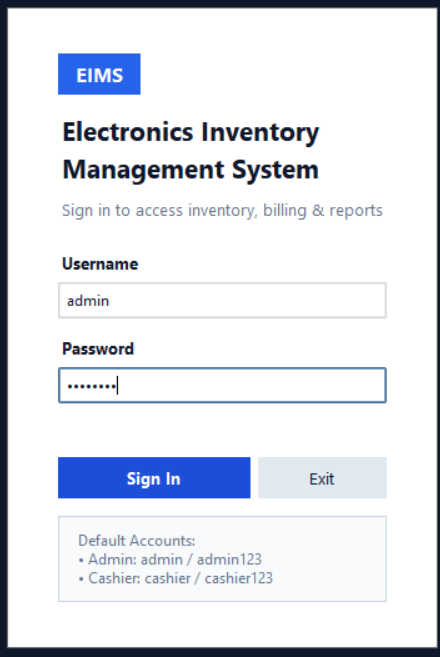 EIMS
Electronics Inventory
Management System
Sign in to access inventory, billing & reports
Username
admin
Password
••••••••
Sign In
Exit
Default Accounts:
• Admin: admin / admin123
• Cashier: cashier / cashier123